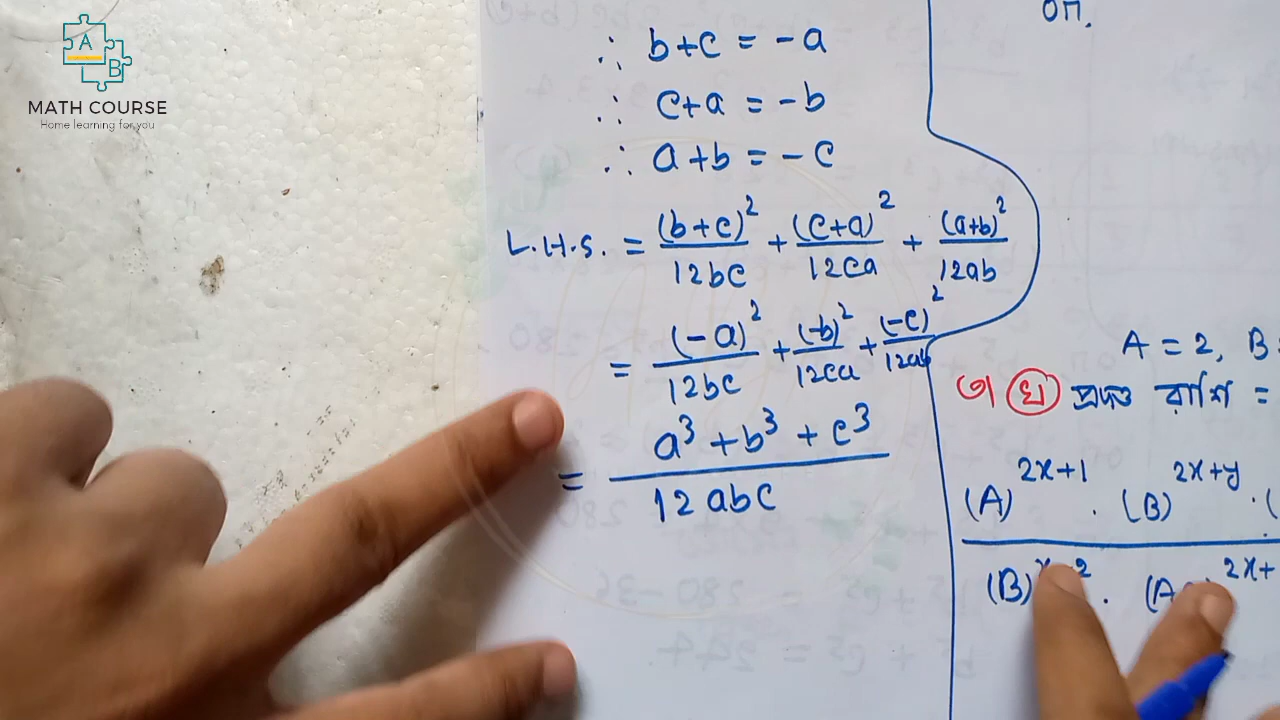 A
B
MATH COURSE
Home learning for you
∴ b+c = -a
∴ c+a = -b
∴ a+b = -c
L.H.S. = (b+c)²/12bc + (c+a)²/12ca + (a+b)²/12ab
= (-a)²/12bc + (-b)²/12ca + (-c)²/12ab
= a³+b³+c³/12abc
A = 2, B
ঘ প্রদত্ত রাশি =
(A)^2x+1 . (B)^2x+y .
(B) . (A 2x+